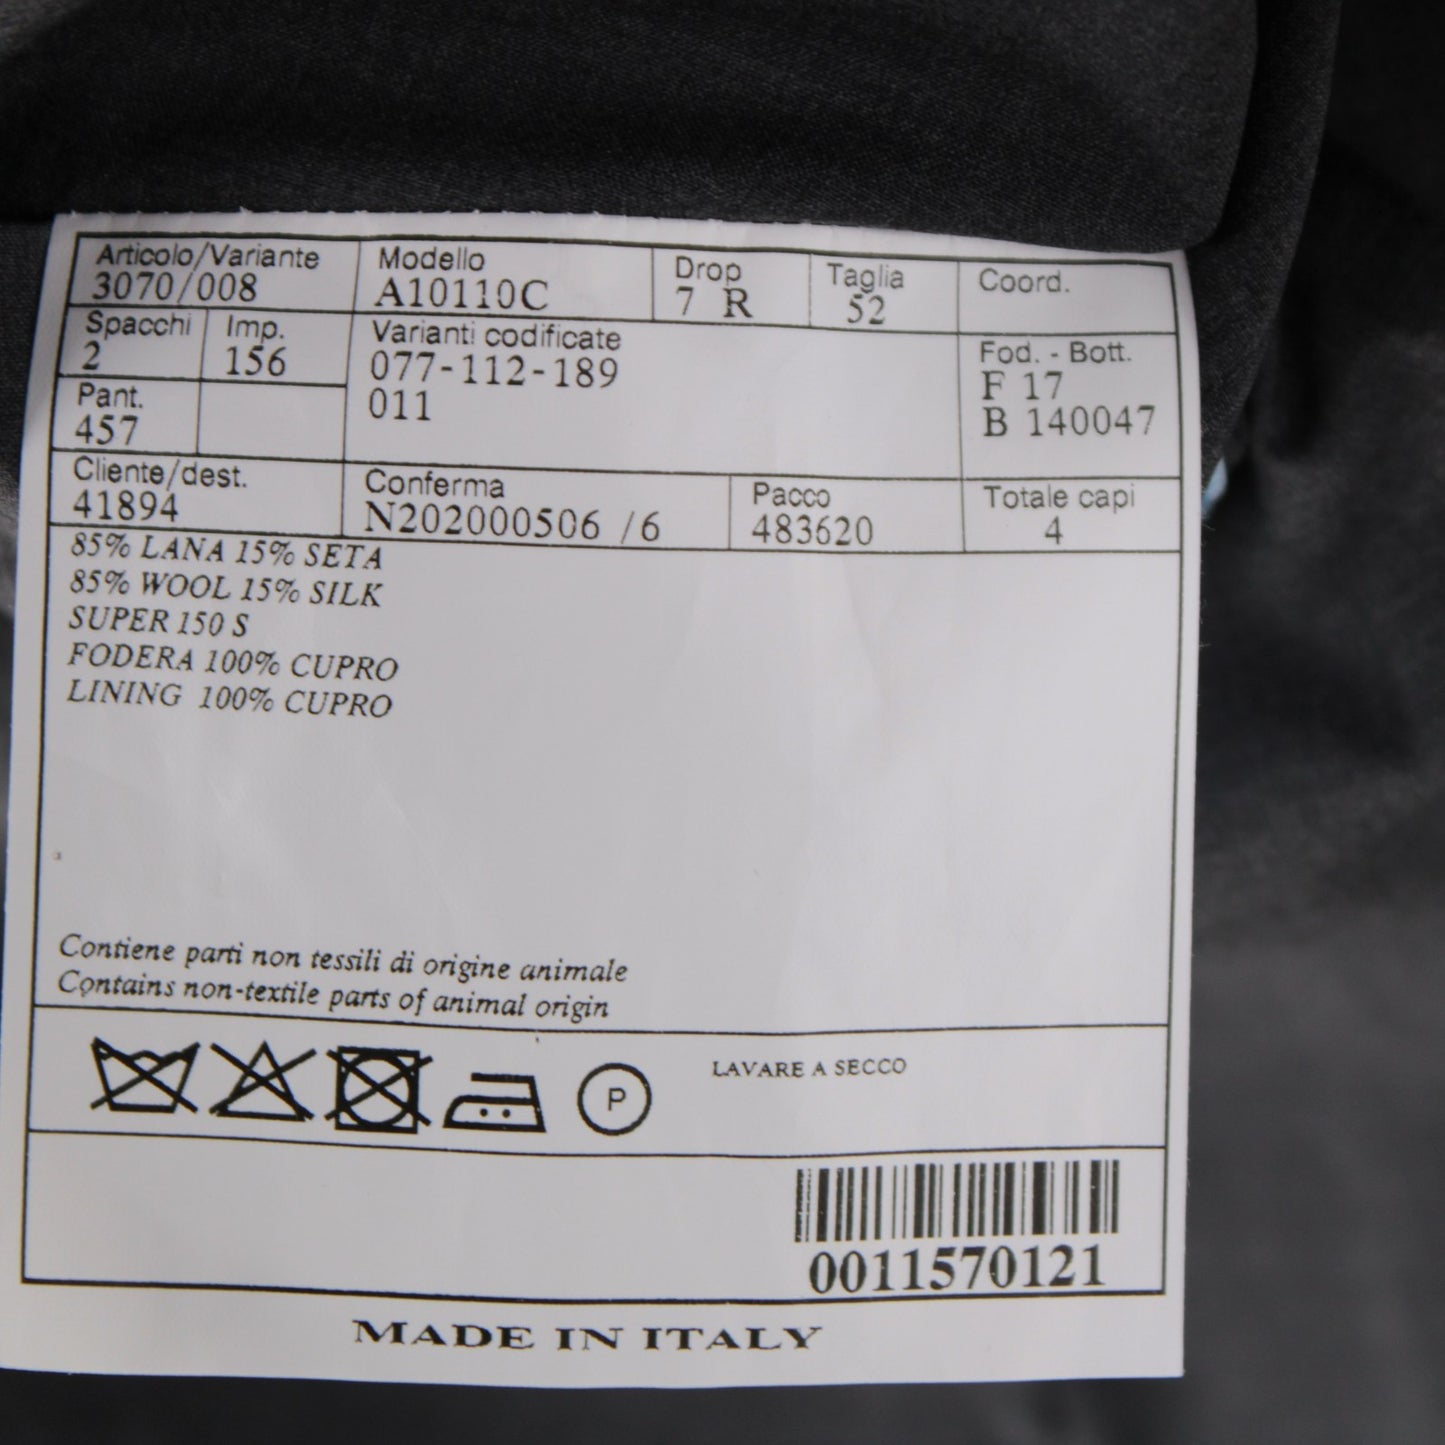 Articolo/Variante Modello Drop Taglia Coord.
3070/008 A10110C 7 R 52
Spacchi Imp. Varianti codificate Fod. - Bott.
2 156 077-112-189 F 17
Pant. 011 B 140047
457
Cliente/dest. Conferma Pacco Totale capi
41894 N202000506 /6 483620 4
85% LANA 15% SETA
85% WOOL 15% SILK
SUPER 150 S
FODERA 100% CUPRO
LINING 100% CUPRO
Contiene parti non tessili di origine animale
Contains non-textile parts of animal origin
P LAVARE A SECCO
0011570121
MADE IN ITALY